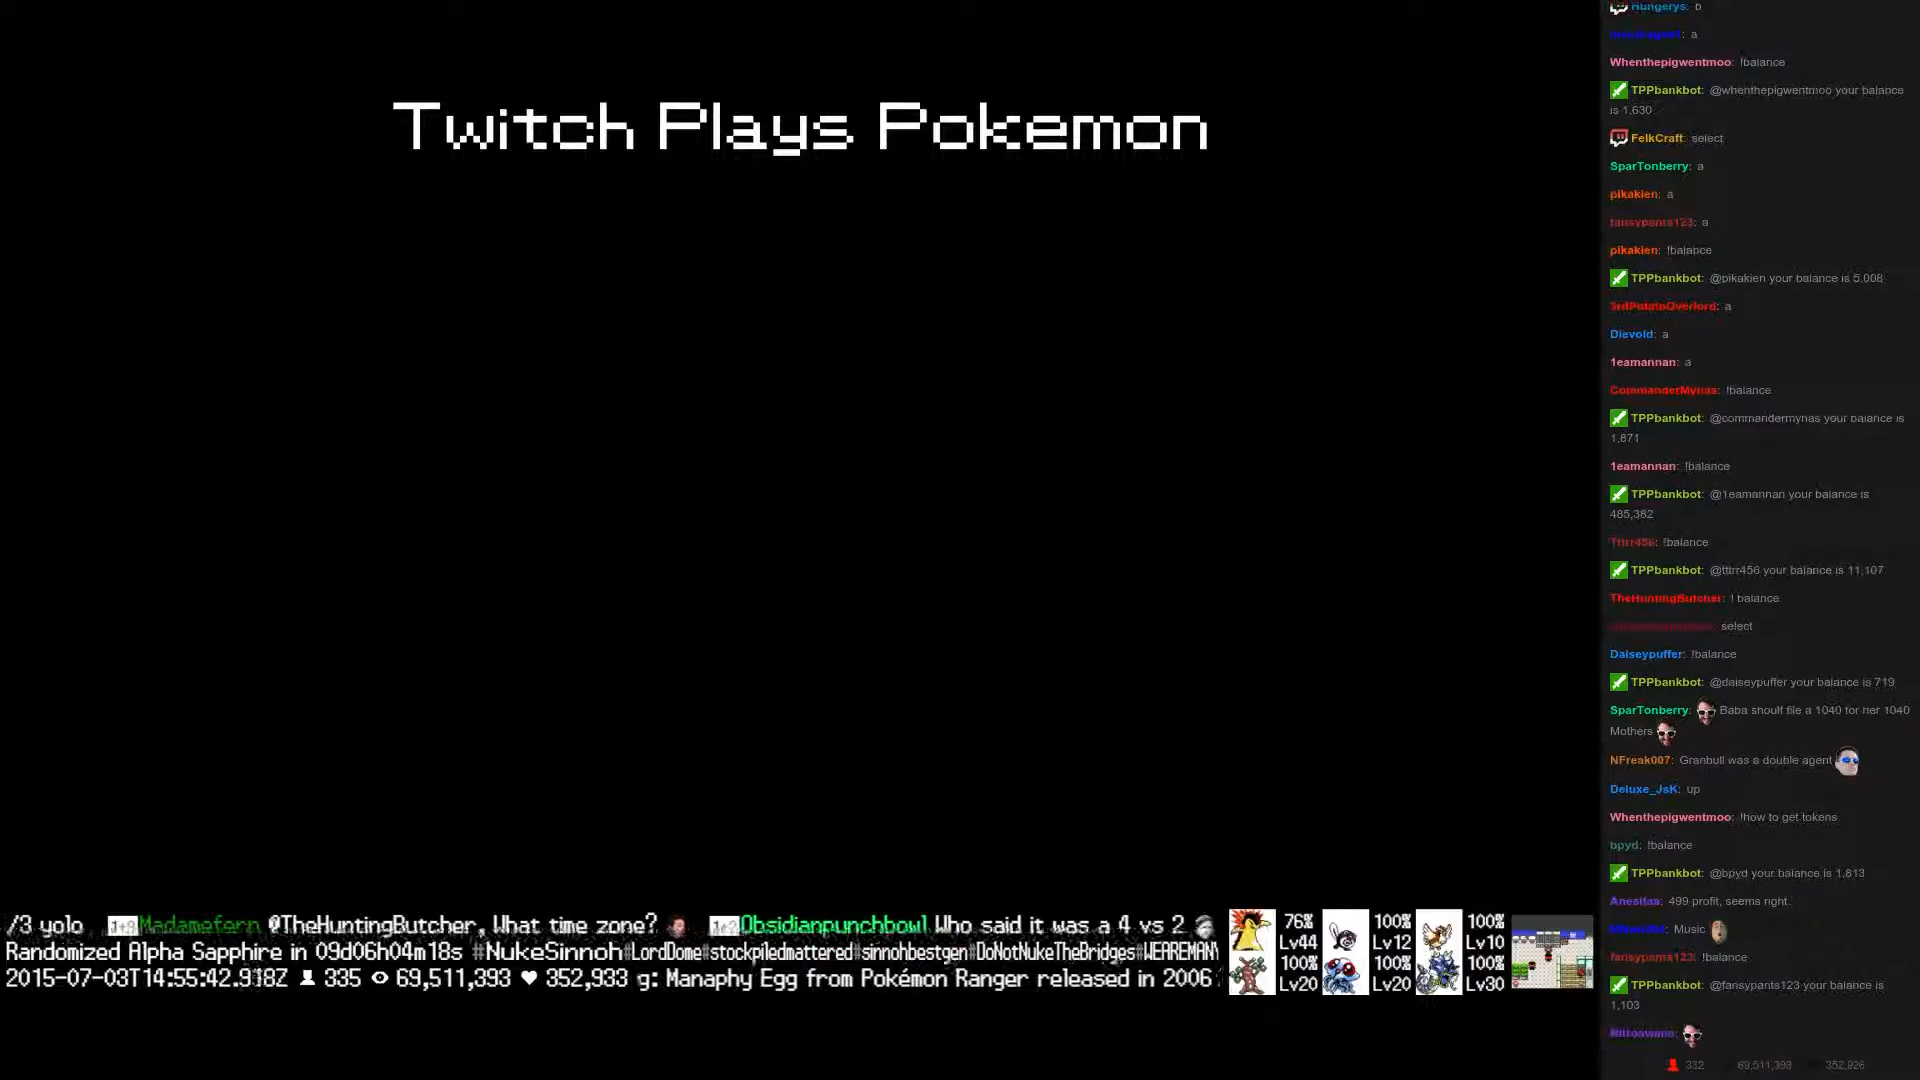 Twitch Plays Pokemon
/3 yolo Madamefern @TheHuntingButcher, What time zone? Obsidianpunchbowl Who said it was a 4 vs 2
Randomized Alpha Sapphire in 09d06h04m18s #NukeSinnoh#LordDome#stockpiledmattered#sinnohbestgen#DoNotNukeTheBridges#WEAREMANY
2015-07-03T14:55:42.938Z 335 69,511,393 352,933 g: Manaphy Egg from Pokémon Ranger released in 2006
76% 100% 100%
Lv44 Lv12 Lv10
100% 100% 100%
Lv20 Lv20 Lv30
Hungerys: b
: a
Whenthepigwentmoo: !balance
TPPbankbot: @whenthepigwentmoo your balance
is 1,630
FelkCraft: select
SparTonberry: a
pikakien: a
fansypants123: a
pikakien: !balance
TPPbankbot: @pikakien your balance is 5,008
3rdPotatoOverlord: a
Dievold: a
1eamannan: a
CommanderMynas: !balance
TPPbankbot: @commandermynas your balance is
1,871
1eamannan: !balance
TPPbankbot: @1eamannan your balance is
485,382
Tttrr456: !balance
TPPbankbot: @tttrr456 your balance is 11,107
TheHuntingButcher: ! balance
select
Daiseypuffer: !balance
TPPbankbot: @daiseypuffer your balance is 719
SparTonberry: Baba shoulf file a 1040 for her 1040
Mothers
NFreak007: Granbull was a double agent
Deluxe_JsK: up
Whenthepigwentmoo: !how to get tokens
bpyd: !balance
TPPbankbot: @bpyd your balance is 1,813
Anesitas: 499 profit, seems right.
Music
fansypants123: !balance
TPPbankbot: @fansypants123 your balance is
1,103
332 69,511,393 352,926